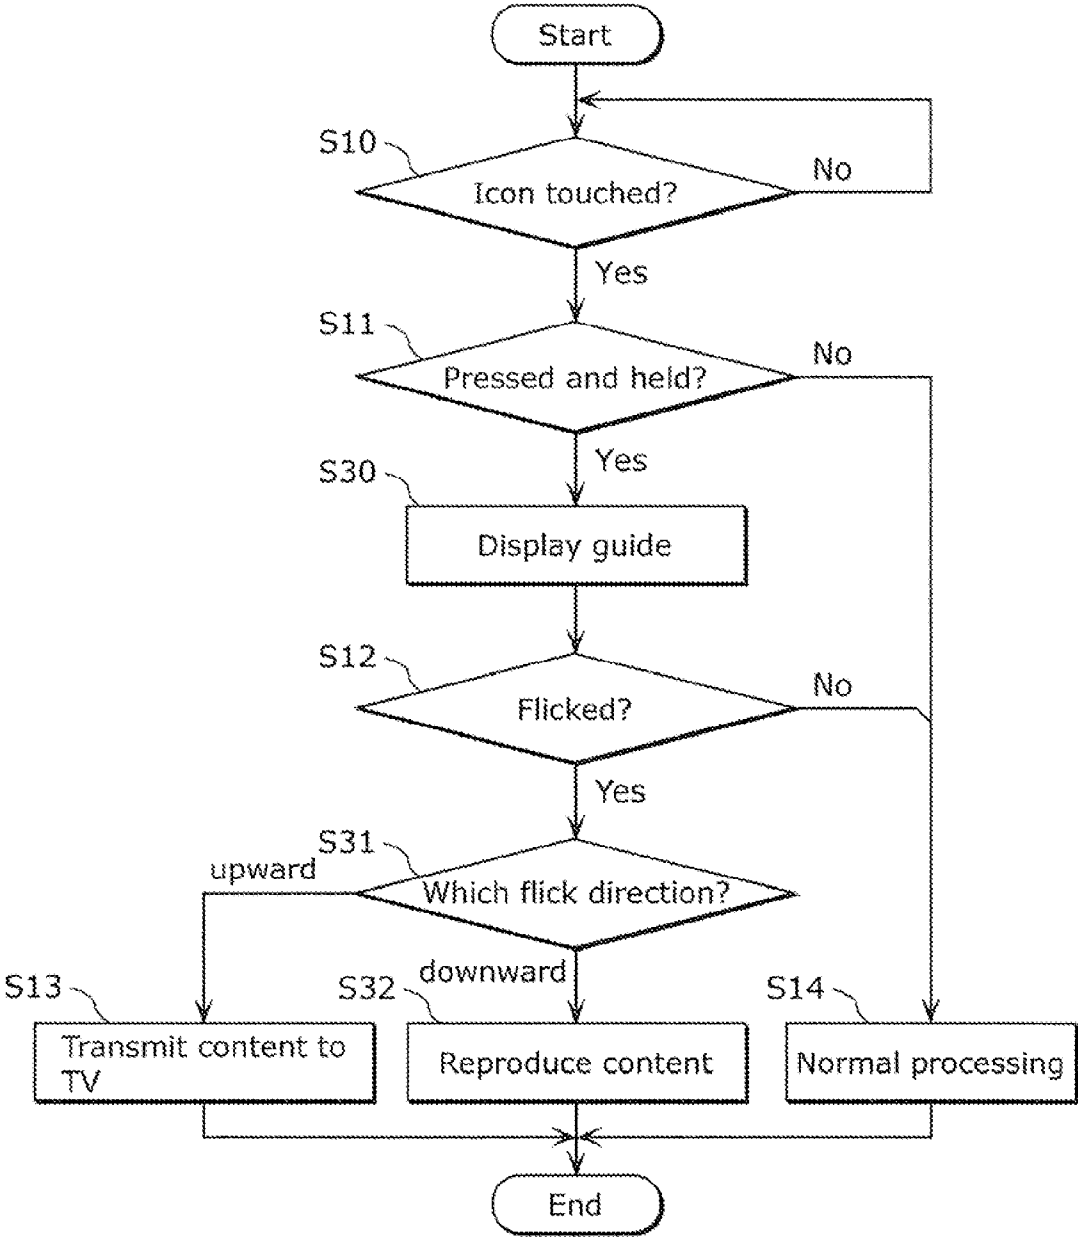 Start
S10
Icon touched?
No
Yes
S11
Pressed and held?
No
Yes
S30
Display guide
S12
Flicked?
No
Yes
S31
upward
Which flick direction?
downward
S13
Transmit content to
TV
S32
Reproduce content
S14
Normal processing
End